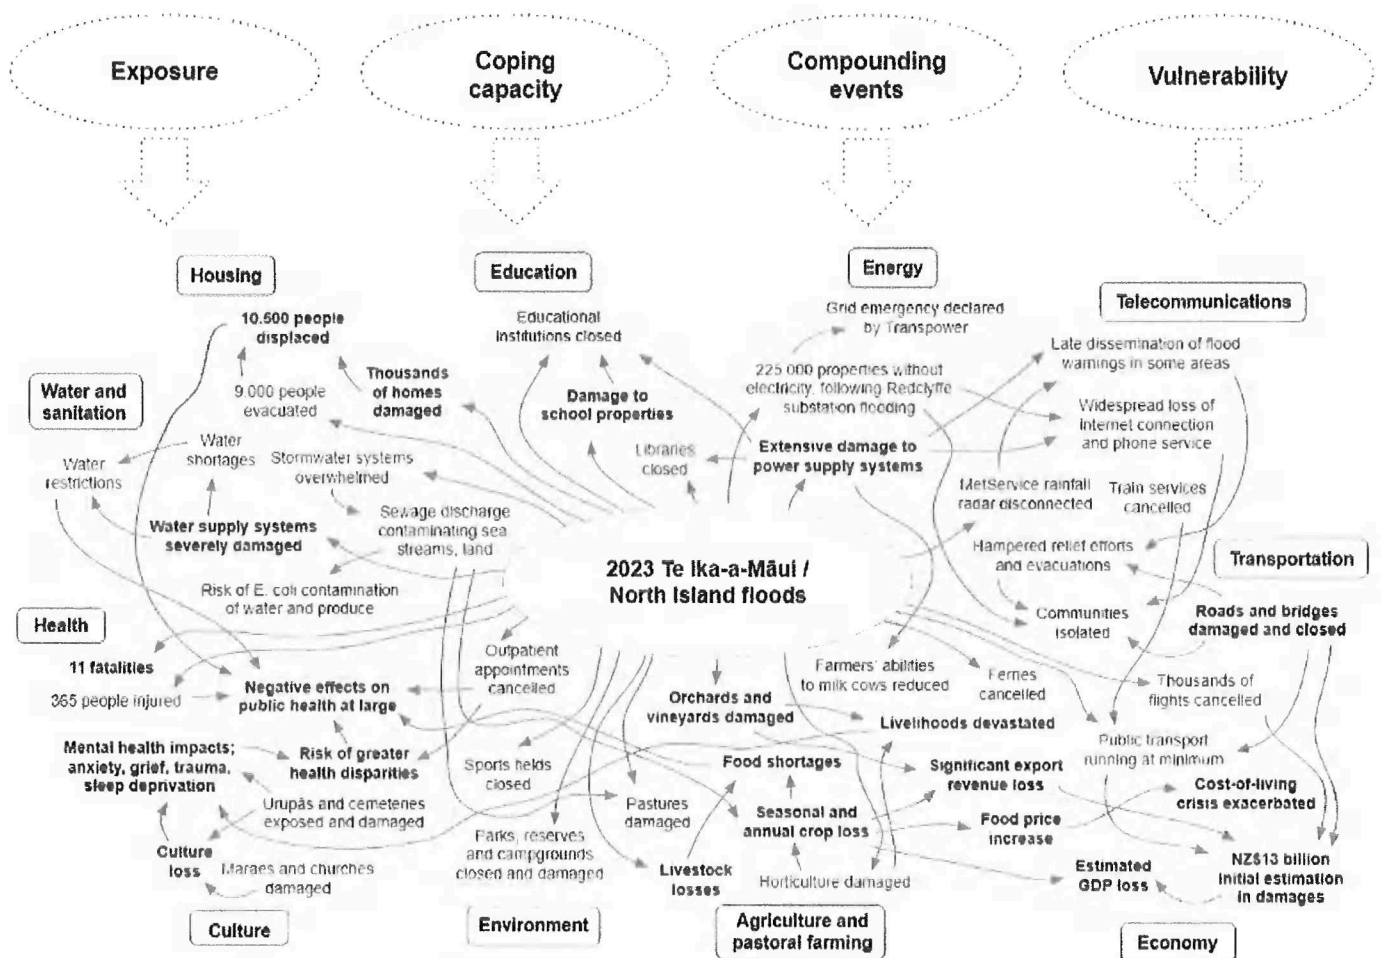 Exposure
Coping
capacity
Compounding
events
Vulnerability
Housing
Education
Energy
Telecommunications
10.500 people
displaced
Educational
Institutions closed
Grid emergency declared
by Transpower
Late dissemination of flood
warnings in some areas
Water and
sanitation
9 000 people
evacuated
Thousands
of homes
damaged
Damage to
school properties
225 000 properties without
electricity, following Redclyffe
substation flooding
Widespread loss of
Internet connection
and phone service
Water
shortages
Water
restrictions
Stormwater systems
overwhelmed
Libraries
closed
Extensive damage to
power supply systems
MetService rainfall
radar disconnected
Train services
cancelled
Water supply systems
severely damaged
Sewage discharge
contaminating sea
streams, land
Hampered relief efforts
and evacuations
Transportation
2023 Te Ika-a-Māui /
North Island floods
Risk of E. coli contamination
of water and produce
Communities
isolated
Roads and bridges
damaged and closed
Health
11 fatalities
365 people injured
Negative effects on
public health at large
Outpatient
appointments
cancelled
Orchards and
vineyards damaged
Farmers' abilities
to milk cows reduced
Ferries
cancelled
Thousands of
flights cancelled
Livelihoods devastated
Mental health impacts;
anxiety, grief, trauma,
sleep deprivation
Risk of greater
health disparities
Sports fields
closed
Food shortages
Significant export
revenue loss
Public transport
running at minimum
Cost-of-living
crisis exacerbated
Urupās and cemeteries
exposed and damaged
Pastures
damaged
Seasonal and
annual crop loss
Food price
increase
Culture
loss
Maraes and churches
damaged
Parks, reserves
and campgrounds
closed and damaged
Livestock
losses
Horticulture damaged
Estimated
GDP loss
NZ$13 billion
initial estimation
in damages
Culture
Environment
Agriculture and
pastoral farming
Economy